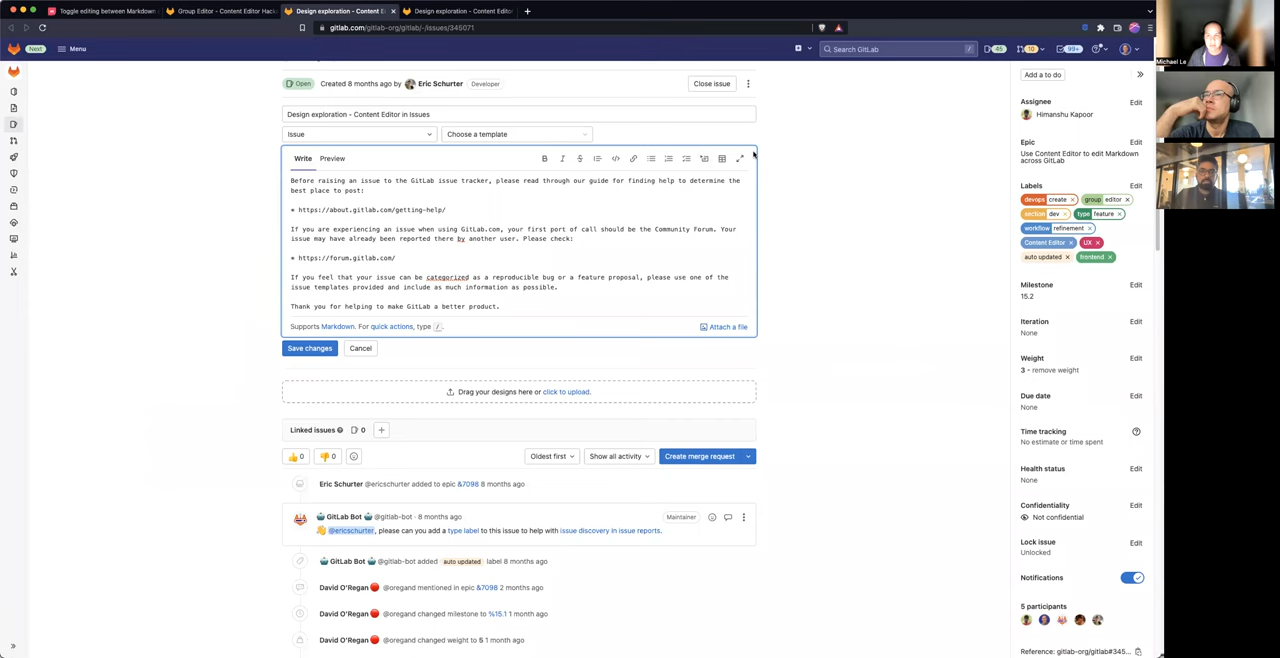 Toggle editing between Markdown
Group Editor - Content Editor Hack
Design exploration - Content E
Design exploration - Content Edito
gitlab.com/gitlab-org/gitlab/-/issues/345071
Next
Menu
Search GitLab
/
45
10
99+
Michael Le
Open
Created 8 months ago by
Eric Schurter
Developer
Close issue
Design exploration - Content Editor in Issues
Issue
Choose a template
Write
Preview
Before raising an issue to the GitLab issue tracker, please read through our guide for finding help to determine the
best place to post:
* https://about.gitlab.com/getting-help/
If you are experiencing an issue when using GitLab.com, your first port of call should be the Community Forum. Your
issue may have already been reported there by another user. Please check:
* https://forum.gitlab.com/
If you feel that your issue can be categorized as a reproducible bug or a feature proposal, please use one of the
issue templates provided and include as much information as possible.
Thank you for helping to make GitLab a better product.
Supports Markdown. For quick actions, type /.
Attach a file
Save changes
Cancel
Drag your designs here or click to upload.
Linked issues
0
0
0
Oldest first
Show all activity
Create merge request
Eric Schurter @ericschurter added to epic &7098 8 months ago
GitLab Bot @gitlab-bot · 8 months ago
Maintainer
@ericschurter, please can you add a type label to this issue to help with issue discovery in issue reports.
GitLab Bot @gitlab-bot added auto updated label 8 months ago
David O'Regan @oregand mentioned in epic &7098 2 months ago
David O'Regan @oregand changed milestone to %15.1 1 month ago
David O'Regan @oregand changed weight to 5 1 month ago
Add a to do
Assignee
Edit
Himanshu Kapoor
Epic
Edit
Use Content Editor to edit Markdown
across GitLab
Labels
Edit
devops create
group editor
section dev
type feature
workflow refinement
Content Editor
UX
auto updated
frontend
Milestone
Edit
15.2
Iteration
Edit
None
Weight
Edit
3 - remove weight
Due date
Edit
None
Time tracking
No estimate or time spent
Health status
Edit
None
Confidentiality
Edit
Not confidential
Lock issue
Edit
Unlocked
Notifications
5 participants
Reference: gitlab-org/gitlab#345...